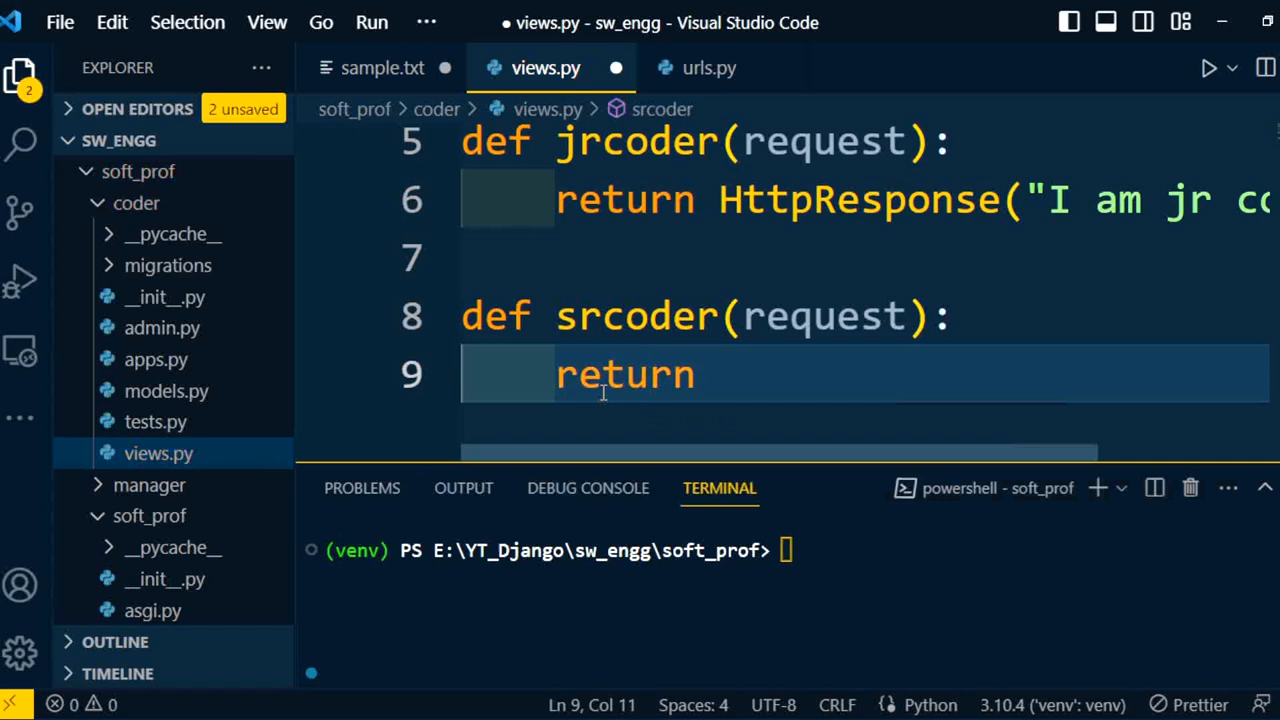 File Edit Selection View Go Run ··· ● views.py - sw_engg - Visual Studio Code
EXPLORER ···
2
OPEN EDITORS 2 unsaved
SW_ENGG
soft_prof
coder
__pycache__
migrations
__init__.py
admin.py
apps.py
models.py
tests.py
views.py
manager
soft_prof
__pycache__
__init__.py
asgi.py
OUTLINE
TIMELINE
sample.txt ● views.py ● urls.py
soft_prof > coder > views.py > srcoder
5 def jrcoder(request):
6 return HttpResponse("I am jr co
7
8 def srcoder(request):
9 return
PROBLEMS OUTPUT DEBUG CONSOLE TERMINAL powershell - soft_prof
(venv) PS E:\YT_Django\sw_engg\soft_prof>
0 0 Ln 9, Col 11 Spaces: 4 UTF-8 CRLF Python 3.10.4 ('venv': venv) Prettier